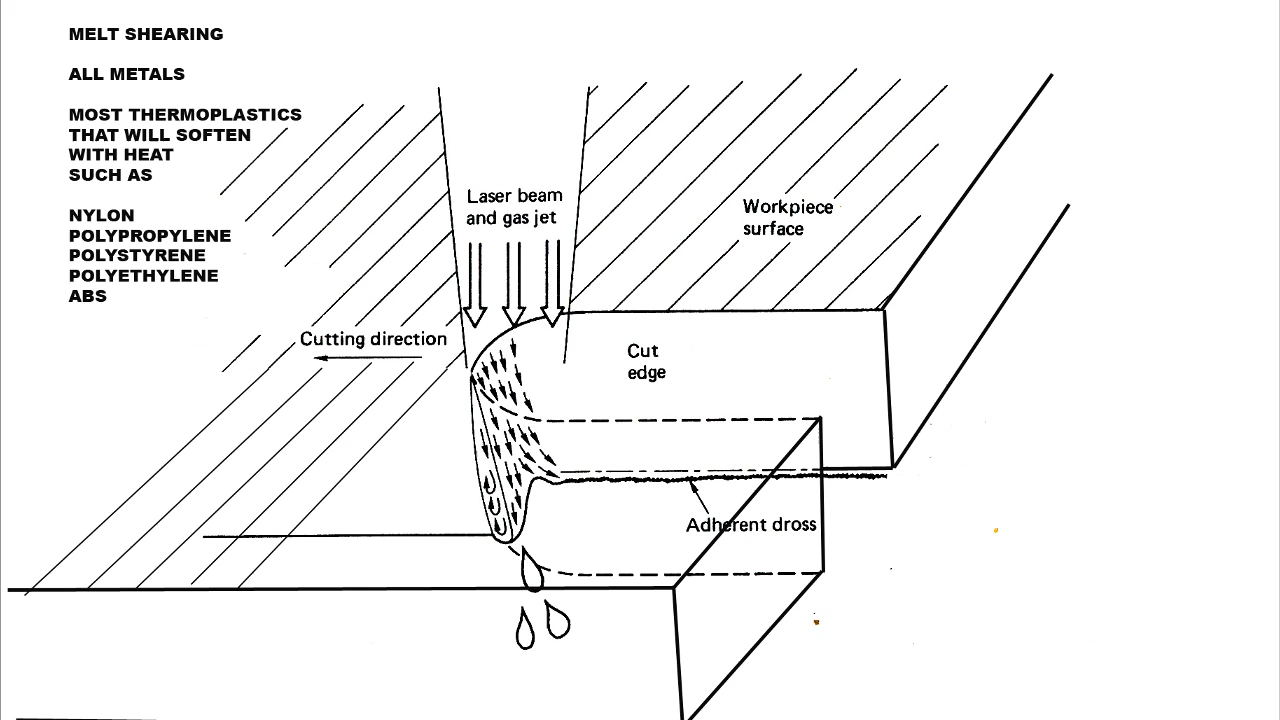 MELT SHEARING
ALL METALS
MOST THERMOPLASTICS
THAT WILL SOFTEN
WITH HEAT
SUCH AS
NYLON
POLYPROPYLENE
POLYSTYRENE
POLYETHYLENE
ABS
Laser beam
and gas jet
Workpiece
surface
Cutting direction
Cut
edge
Adherent dross